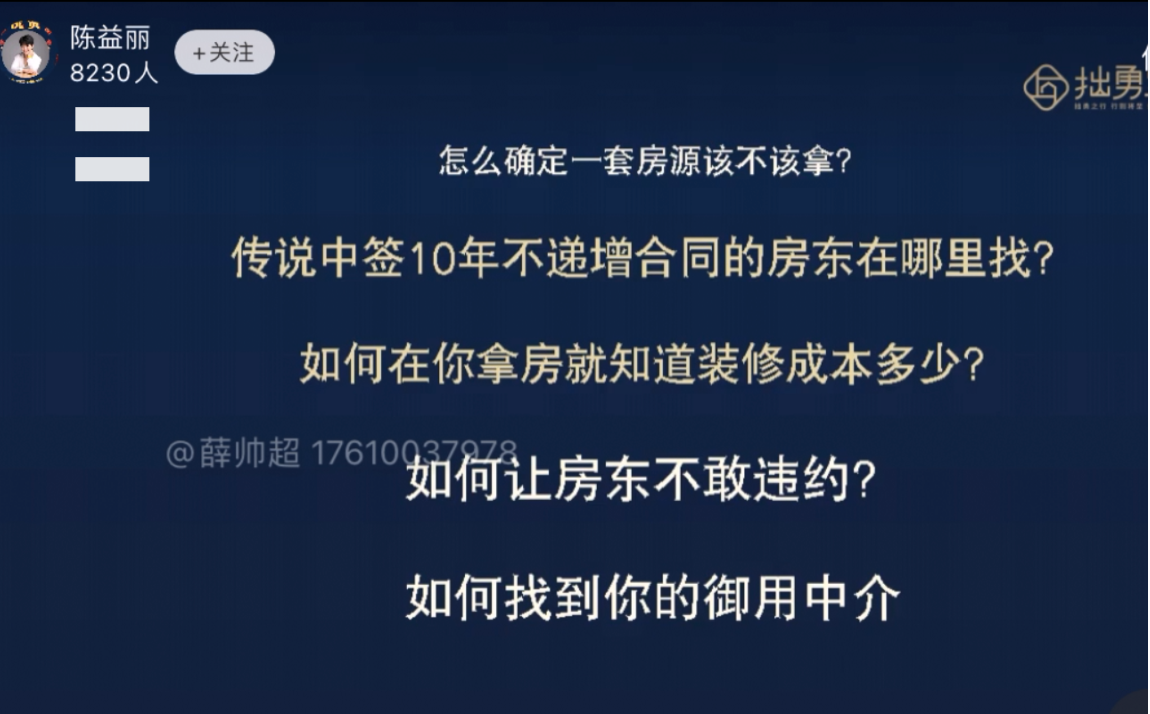 陈益丽
8230人
+关注
拙勇
怎么确定一套房源该不该拿?
传说中签10年不递增合同的房东在哪里找?
如何在你拿房就知道装修成本多少?
@薛帅超 17610037978
如何让房东不敢违约?
如何找到你的御用中介